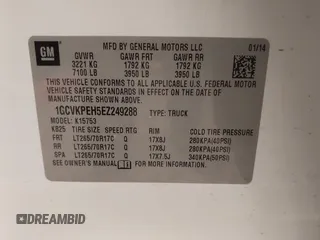 GM
MFD BY GENERAL MOTORS LLC 01/14
GVWR GAWR FRT GAWR RR
3221 KG 1792 KG 1792 KG
7100 LB 3950 LB 3950 LB
THIS VEHICLE CONFORMS TO ALL APPLICABLE U.S.
FEDERAL MOTOR VEHICLE SAFETY STANDARDS IN
EFFECT ON THE DATE OF MANUFACTURE SHOWN ABOVE.
1GCVKPEH5EZ249288 TYPE: TRUCK
K15753
KB25 TIRE SIZE SPEED RTG RIM COLD TIRE PRESSURE
FRT LT265/70R17C Q 17X8J 280KPA(40PSI)
RR LT265/70R17C Q 17X8J 280KPA(40PSI)
SPA LT265/70R17C Q 17X7.5J 340KPA(50PSI)
SEE OWNER'S MANUAL FOR ADDITIONAL INFORMATION.
DREAMBID